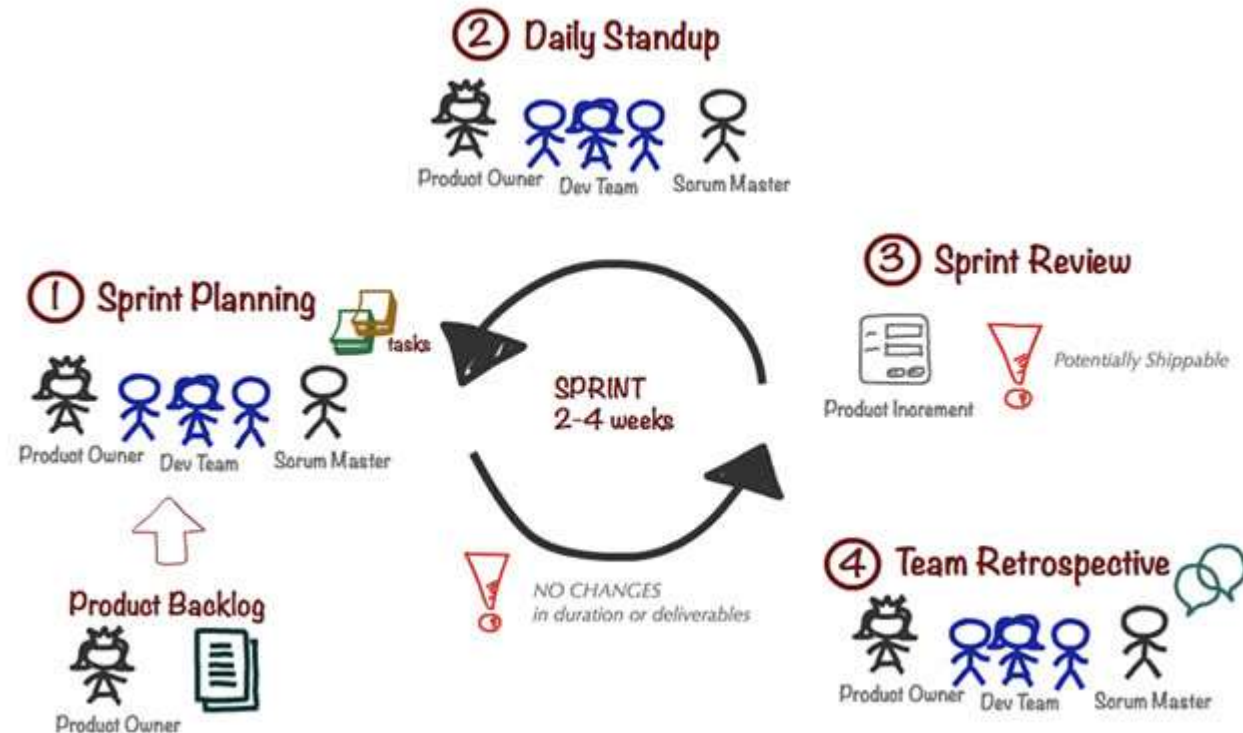 2 Daily Standup
Product Owner
Dev Team
Scrum Master
1 Sprint Planning
tasks
Product Owner
Dev Team
Scrum Master
Product Backlog
Product Owner
SPRINT
2-4 weeks
NO CHANGES
in duration or deliverables
3 Sprint Review
Product Increment
Potentially Shippable
4 Team Retrospective
Product Owner
Dev Team
Scrum Master